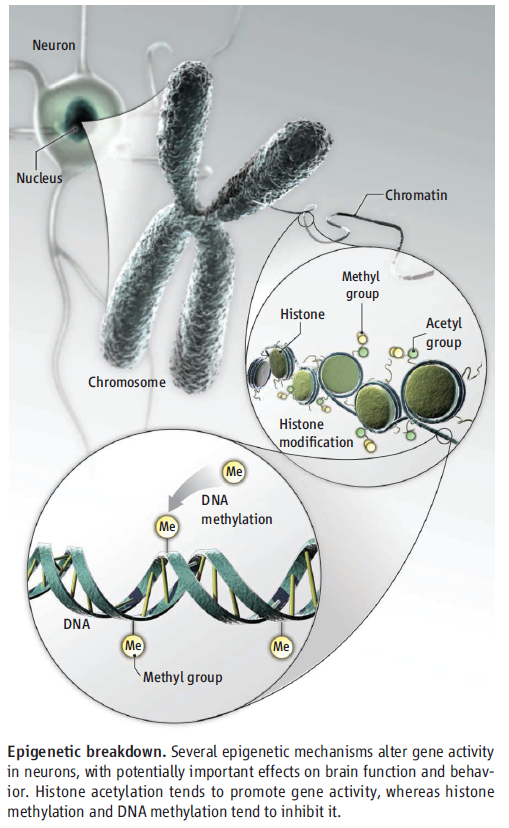 Neuron
Nucleus
Chromatin
Methyl
group
Histone
Acetyl
group
Chromosome
Histone
modification
Me
DNA
methylation
Me
DNA
Me
Me
Methyl group
Epigenetic breakdown. Several epigenetic mechanisms alter gene activity
in neurons, with potentially important effects on brain function and behav-
ior. Histone acetylation tends to promote gene activity, whereas histone
methylation and DNA methylation tend to inhibit it.